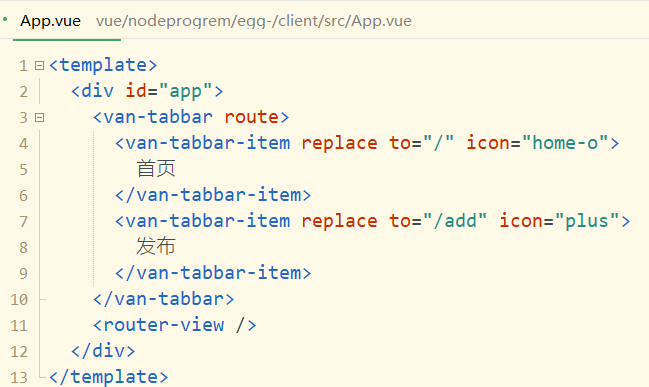 App.vue vue/nodeprogrem/egg-/client/src/App.vue
1 <template>
2 <div id="app">
3 <van-tabbar route>
4 <van-tabbar-item replace to="/" icon="home-o">
5 首页
6 </van-tabbar-item>
7 <van-tabbar-item replace to="/add" icon="plus">
8 发布
9 </van-tabbar-item>
10 </van-tabbar>
11 <router-view />
12 </div>
13 </template>